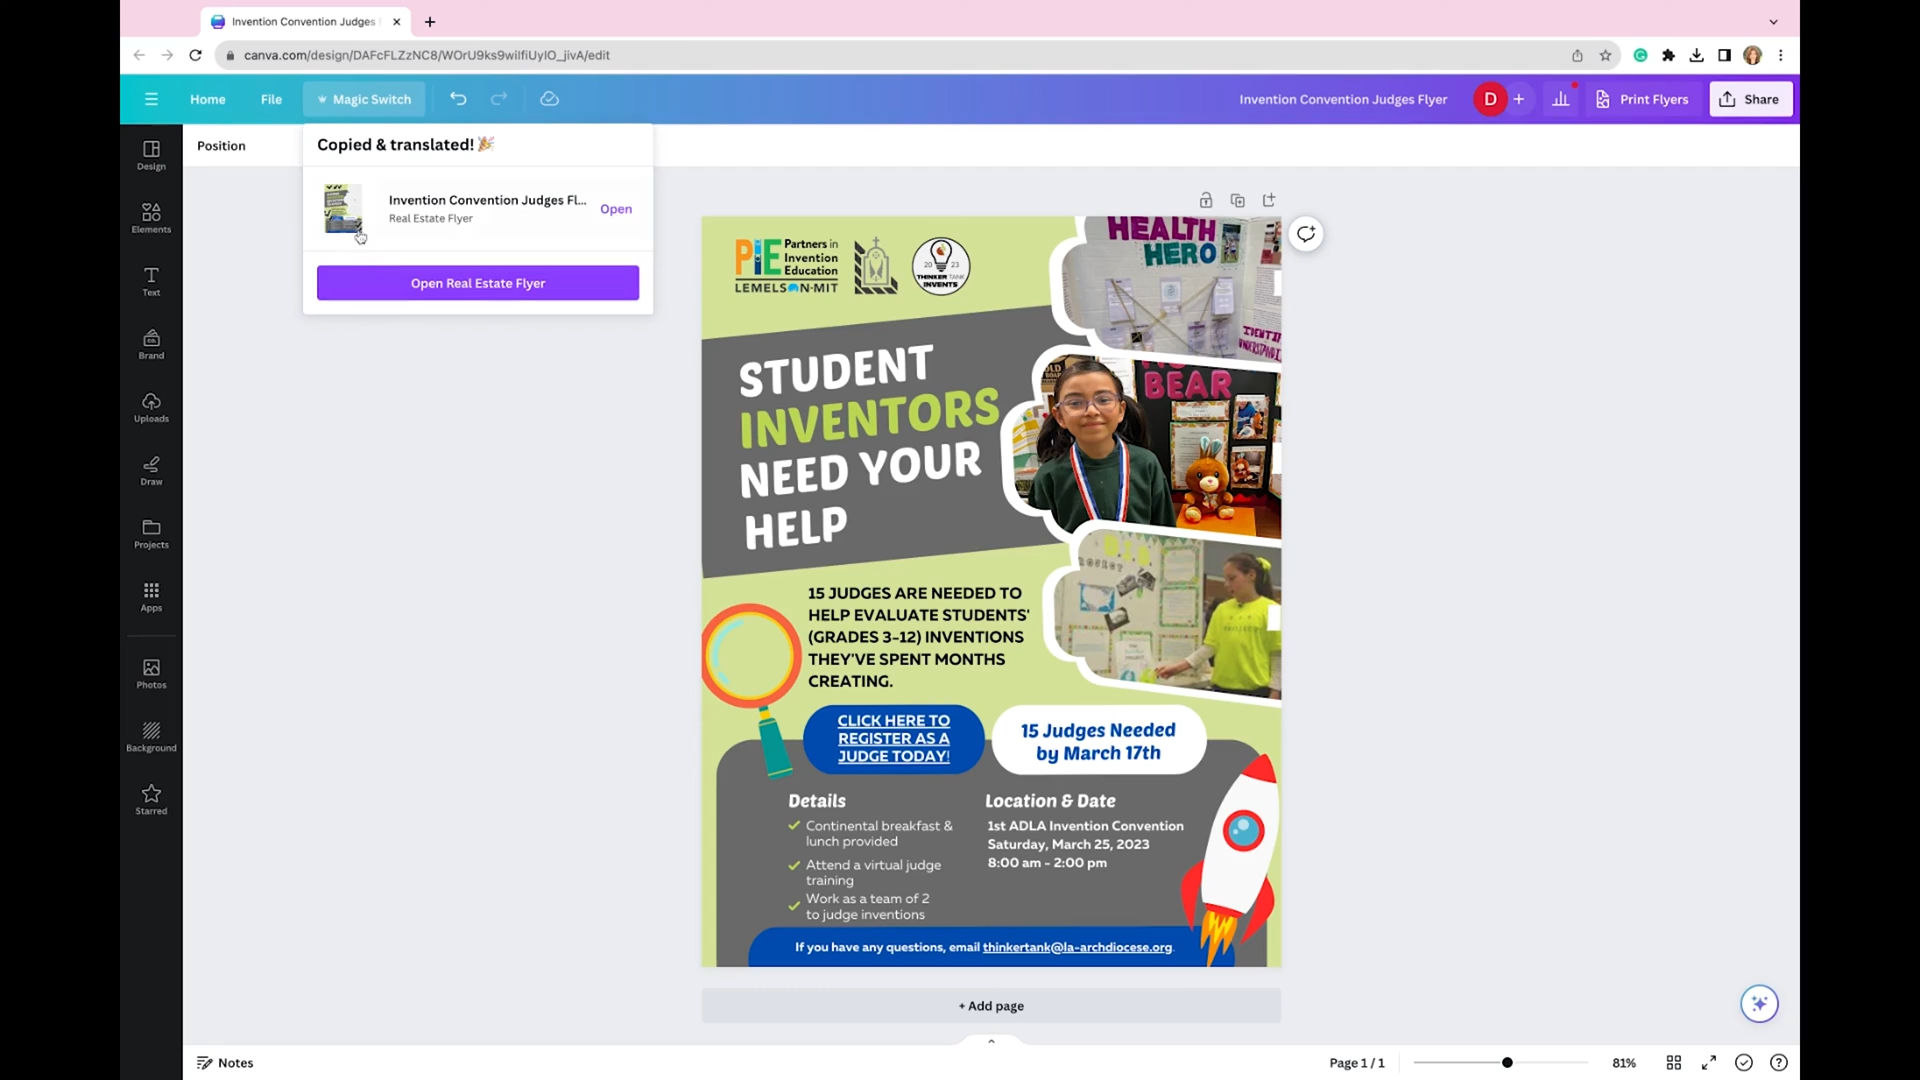 Invention Convention Judges
canva.com/design/DAFcFLZzNC8/WOrU9ks9wilfiUyIO_jivA/edit
Home
File
Magic Switch
Invention Convention Judges Flyer
D
Print Flyers
Share
Position
Copied & translated!
Invention Convention Judges Fl...
Real Estate Flyer
Open
Open Real Estate Flyer
Design
Elements
Text
Brand
Uploads
Draw
Projects
Apps
Photos
Background
Starred
PiE
Partners in
Invention
Education
LEMELSON-MIT
20 23
THINKER TANK
INVENTS
HEALTH
HERO
STUDENT
INVENTORS
NEED YOUR
HELP
BEAR
15 JUDGES ARE NEEDED TO
HELP EVALUATE STUDENTS'
(GRADES 3-12) INVENTIONS
THEY'VE SPENT MONTHS
CREATING.
CLICK HERE TO
REGISTER AS A
JUDGE TODAY!
15 Judges Needed
by March 17th
Details
Continental breakfast &
lunch provided
Attend a virtual judge
training
Work as a team of 2
to judge inventions
Location & Date
1st ADLA Invention Convention
Saturday, March 25, 2023
8:00 am - 2:00 pm
If you have any questions, email thinkertank@la-archdiocese.org.
+ Add page
Notes
Page 1 / 1
81%